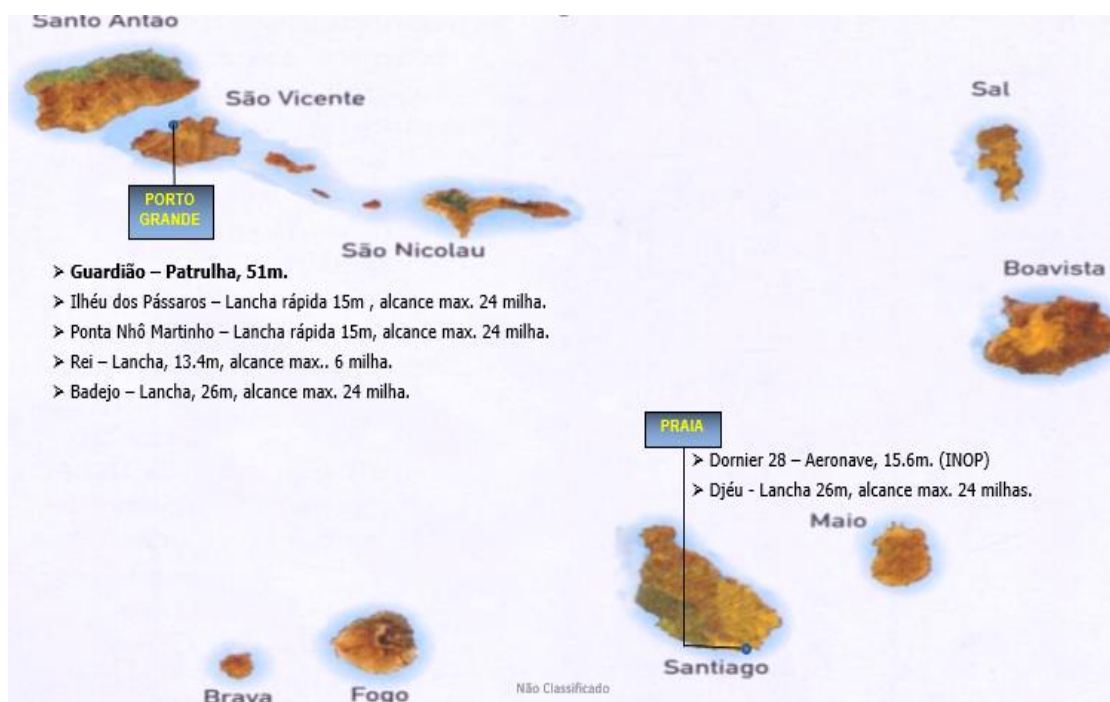 Santo Antão
São Vicente
Sal
PORTO
GRANDE
São Nicolau
Boavista
➢ Guardião – Patrulha, 51m.
➢ Ilhéu dos Pássaros – Lancha rápida 15m , alcance max. 24 milha.
➢ Ponta Nhô Martinho – Lancha rápida 15m, alcance max. 24 milha.
➢ Rei – Lancha, 13.4m, alcance max.. 6 milha.
➢ Badejo – Lancha, 26m, alcance max. 24 milha.
PRAIA
➢ Dornier 28 – Aeronave, 15.6m. (INOP)
➢ Djéu - Lancha 26m, alcance max. 24 milhas.
Maio
Santiago
Brava
Fogo
Não Classificado